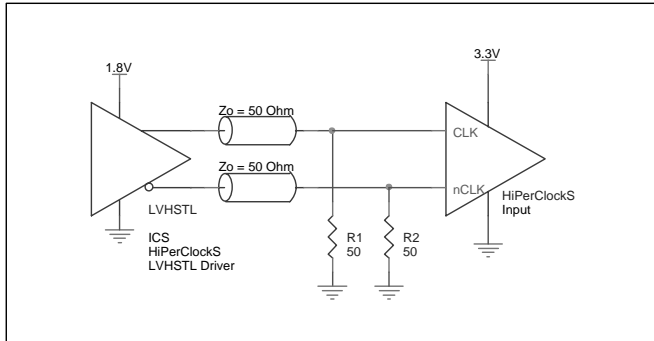 1.8V
3.3V
Zo = 50 Ohm
CLK
Zo = 50 Ohm
nCLK
HiPerClockS
Input
LVHSTL
ICS
HiPerClockS
LVHSTL Driver
R1
50
R2
50